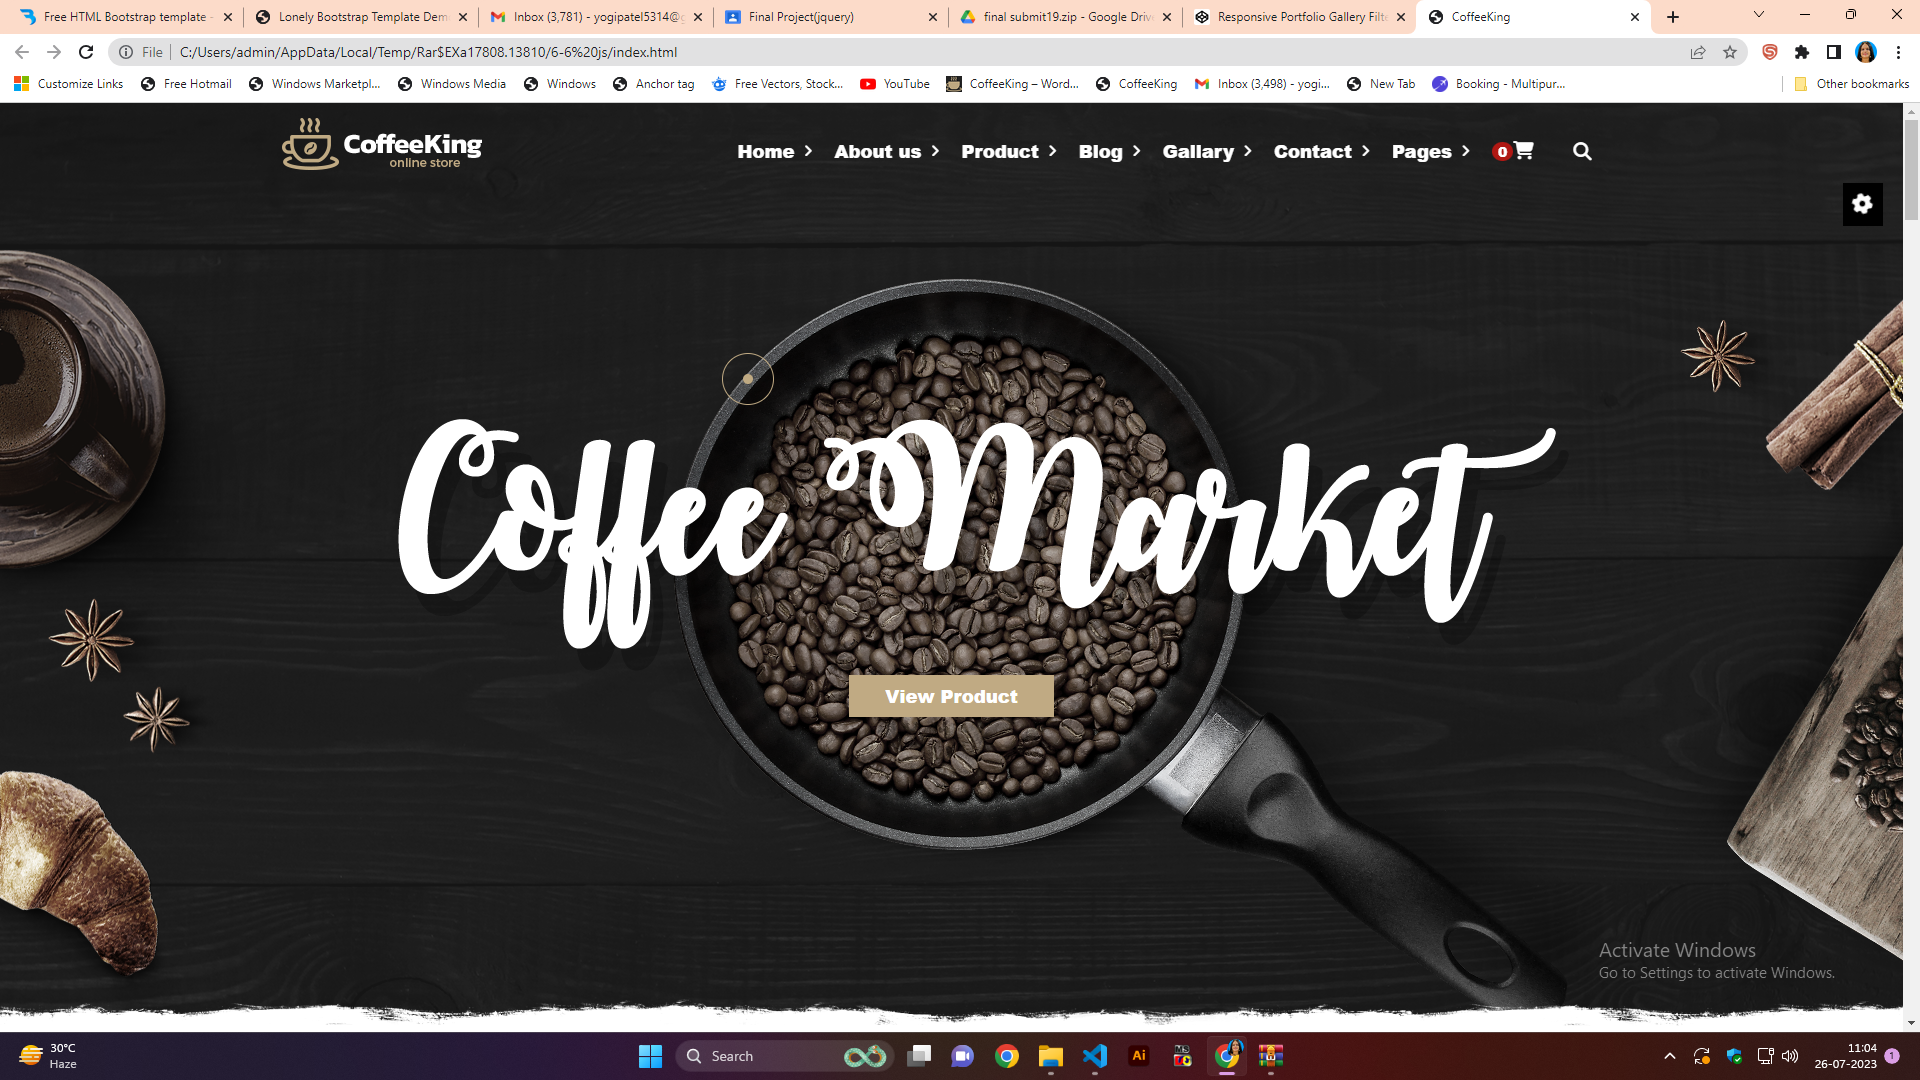 Free HTML Bootstrap template -
Lonely Bootstrap Template Dem
Inbox (3,781) - yogipatel5314@g
Final Project(jquery)
final submit19.zip - Google Drive
Responsive Portfolio Gallery Filte
CoffeeKing
File
C:/Users/admin/AppData/Local/Temp/Rar$EXa17808.13810/6-6%20js/index.html
Customize Links
Free Hotmail
Windows Marketpl...
Windows Media
Windows
Anchor tag
Free Vectors, Stock...
YouTube
CoffeeKing – Word...
CoffeeKing
Inbox (3,498) - yogi...
New Tab
Booking - Multipur...
Other bookmarks
CoffeeKing
online store
Home
About us
Product
Blog
Gallary
Contact
Pages
0
Coffee Market
View Product
Activate Windows
Go to Settings to activate Windows.
30°C
Haze
Search
Ai
11:04
26-07-2023
1